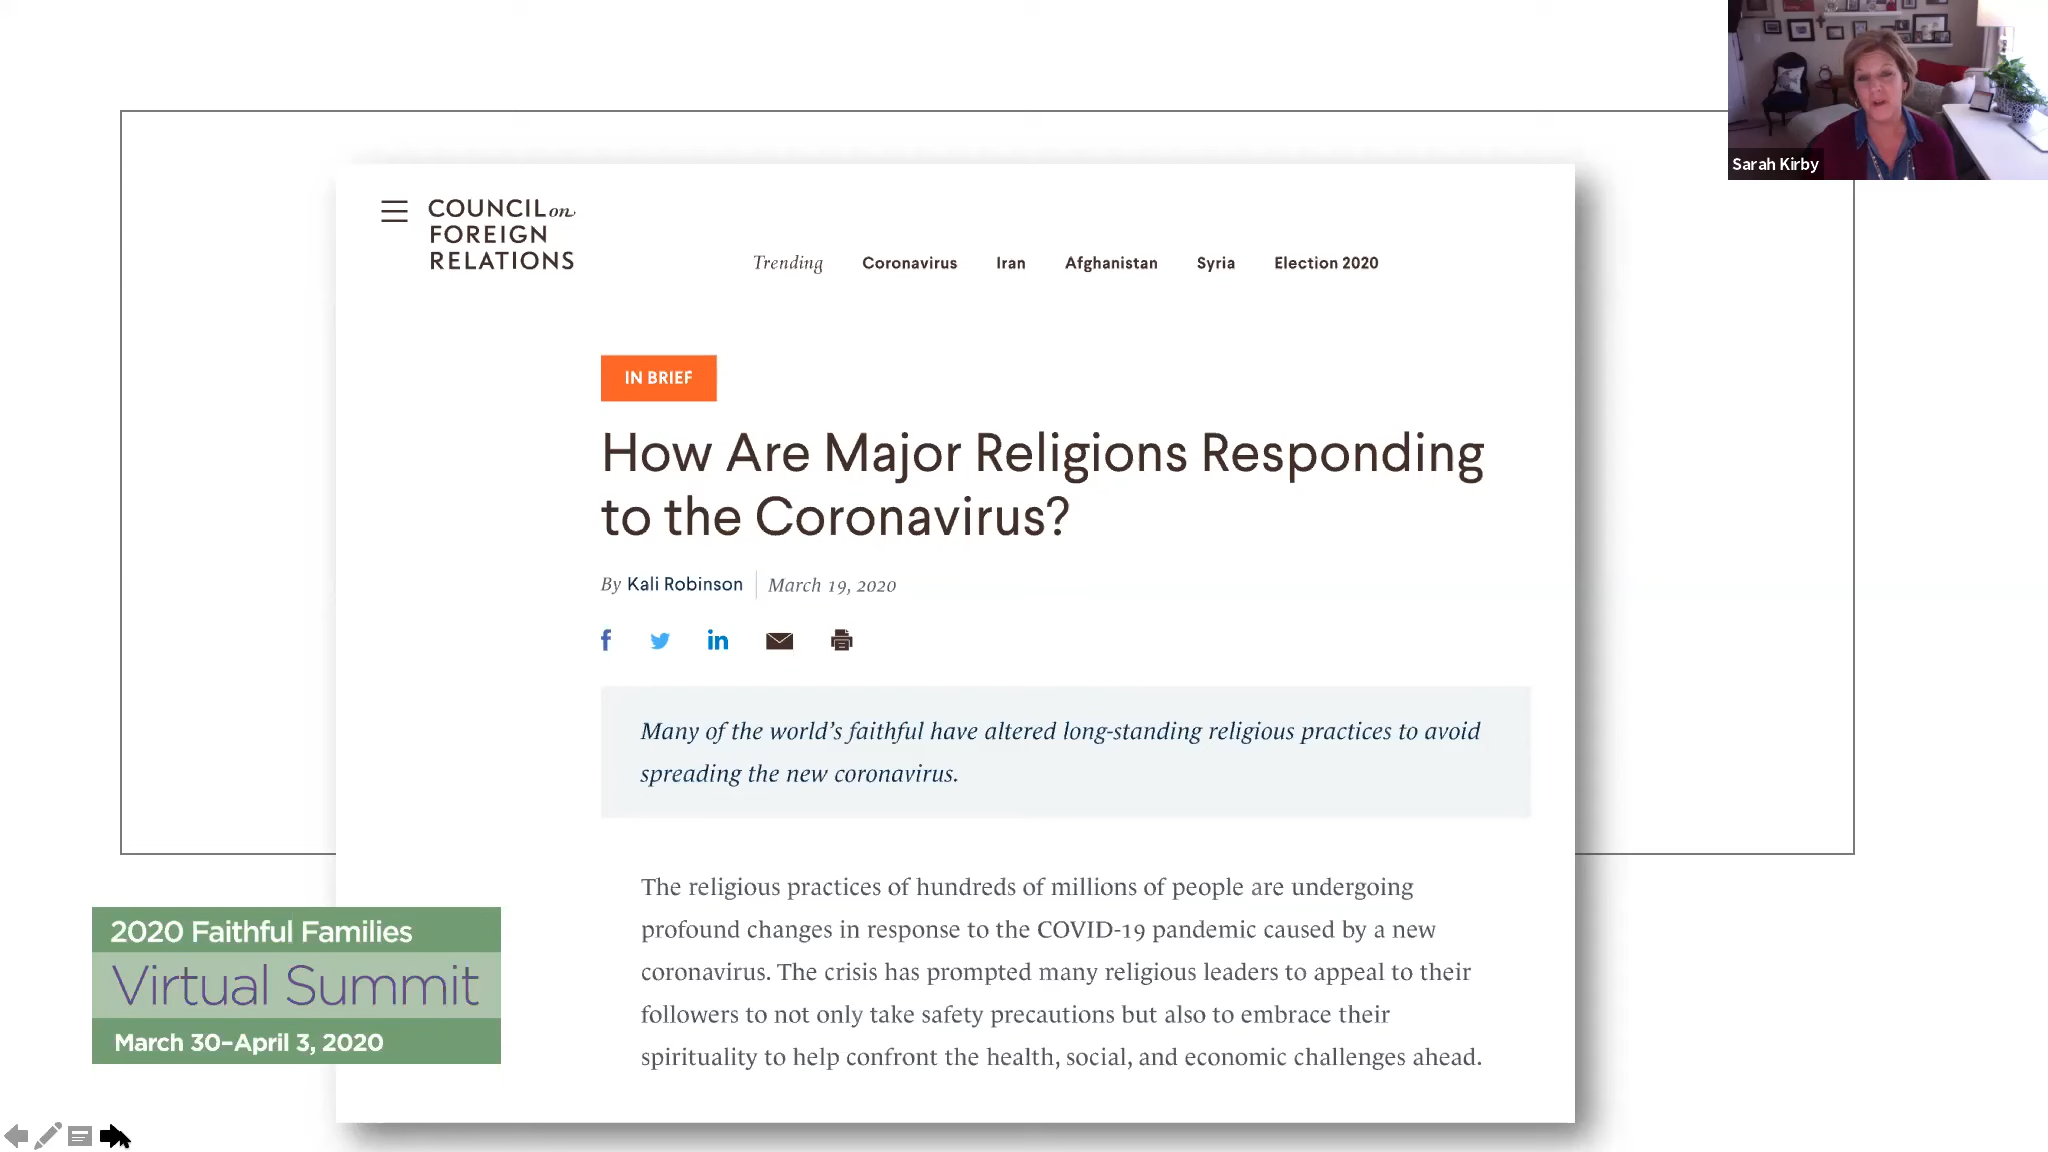 Sarah Kirby
COUNCIL on
FOREIGN
RELATIONS
Trending Coronavirus Iran Afghanistan Syria Election 2020
IN BRIEF
How Are Major Religions Responding
to the Coronavirus?
By Kali Robinson March 19, 2020
f in
Many of the world's faithful have altered long-standing religious practices to avoid
spreading the new coronavirus.
The religious practices of hundreds of millions of people are undergoing
profound changes in response to the COVID-19 pandemic caused by a new
coronavirus. The crisis has prompted many religious leaders to appeal to their
followers to not only take safety precautions but also to embrace their
spirituality to help confront the health, social, and economic challenges ahead.
2020 Faithful Families
Virtual Summit
March 30–April 3, 2020